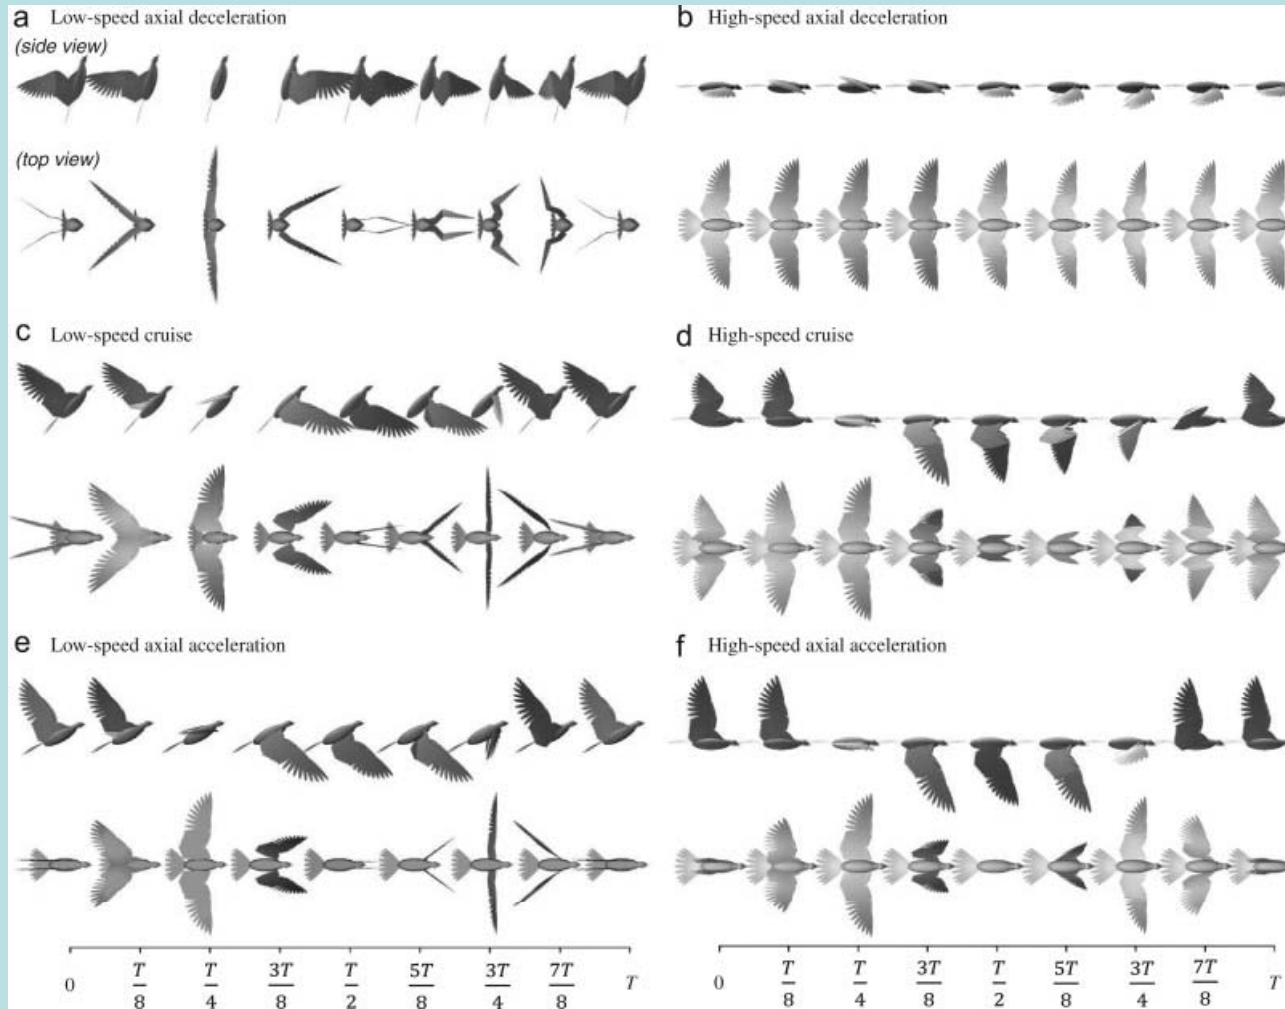 a Low-speed axial deceleration
(side view)
(top view)
b High-speed axial deceleration
c Low-speed cruise
d High-speed cruise
e Low-speed axial acceleration
f High-speed axial acceleration
0 T/8 T/4 3T/8 T/2 5T/8 3T/4 7T/8 T
0 T/8 T/4 3T/8 T/2 5T/8 3T/4 7T/8 T